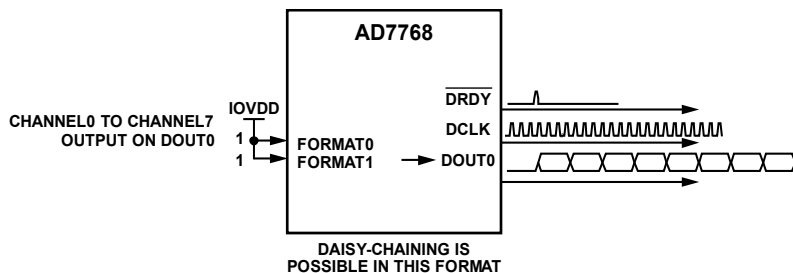 AD7768
IOVDD
CHANNEL0 TO CHANNEL7
OUTPUT ON DOUT0
1
1
FORMAT0
FORMAT1
DRDY
DCLK
DOUT0
DAISY-CHAINING IS
POSSIBLE IN THIS FORMAT